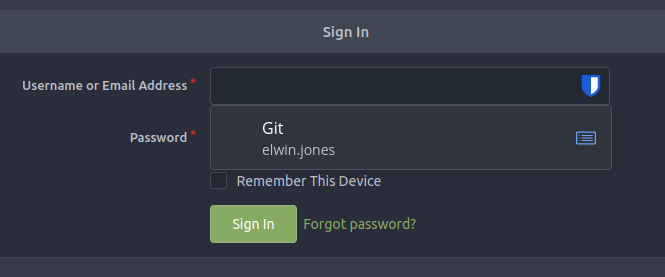 Sign In
Username or Email Address *
Git
elwin.jones
Password *
Remember This Device
Sign In Forgot password?